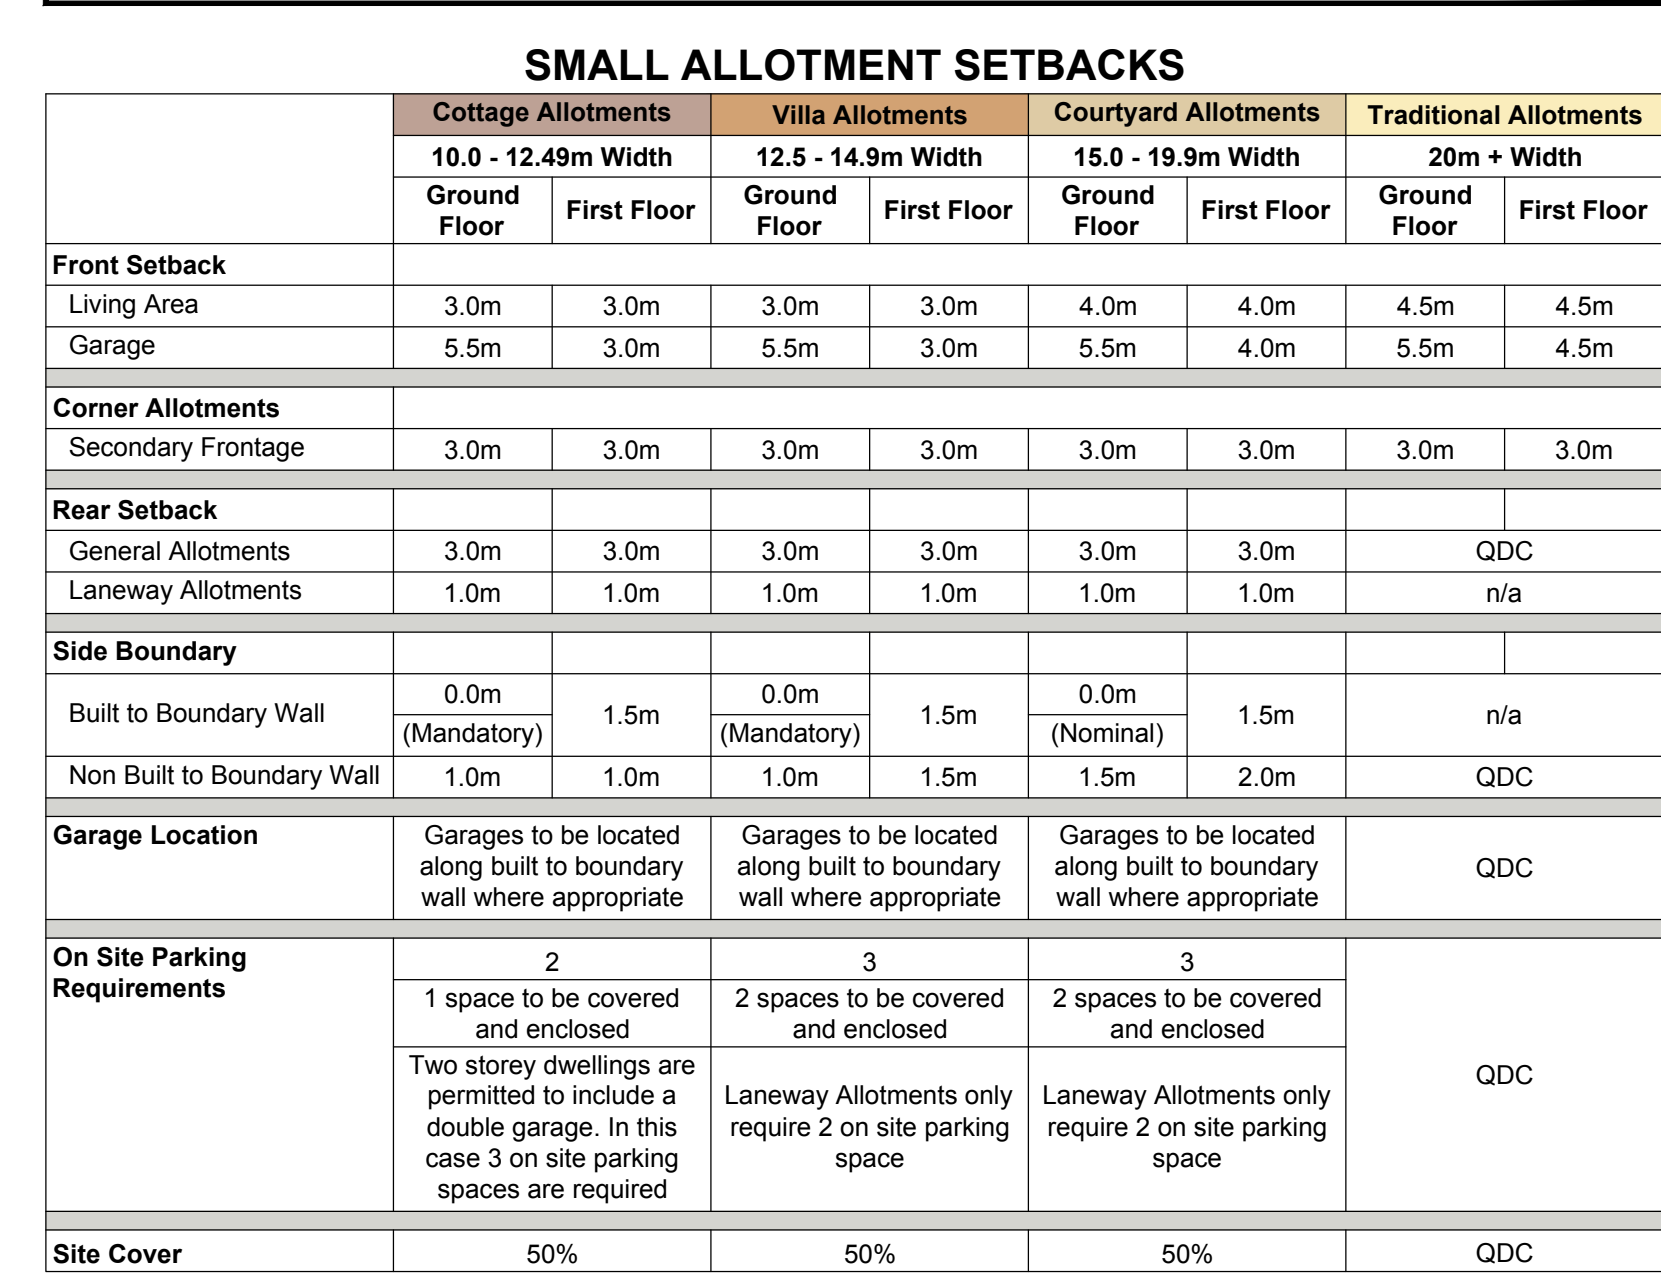 SMALL ALLOTMENT SETBACKS
Cottage Allotments Villa Allotments Courtyard Allotments Traditional Allotments
10.0 - 12.49m Width 12.5 - 14.9m Width 15.0 - 19.9m Width 20m + Width
Ground Floor First Floor Ground Floor First Floor Ground Floor First Floor Ground Floor First Floor
Front Setback
Living Area 3.0m 3.0m 3.0m 3.0m 4.0m 4.0m 4.5m 4.5m
Garage 5.5m 3.0m 5.5m 3.0m 5.5m 4.0m 5.5m 4.5m
Corner Allotments
Secondary Frontage 3.0m 3.0m 3.0m 3.0m 3.0m 3.0m 3.0m 3.0m
Rear Setback
General Allotments 3.0m 3.0m 3.0m 3.0m 3.0m 3.0m QDC
Laneway Allotments 1.0m 1.0m 1.0m 1.0m 1.0m 1.0m n/a
Side Boundary
Built to Boundary Wall 0.0m (Mandatory) 1.5m 0.0m (Mandatory) 1.5m 0.0m (Nominal) 1.5m n/a
Non Built to Boundary Wall 1.0m 1.0m 1.0m 1.5m 1.5m 2.0m QDC
Garage Location
Garages to be located
along built to boundary
wall where appropriate
Garages to be located
along built to boundary
wall where appropriate
Garages to be located
along built to boundary
wall where appropriate
QDC
On Site Parking
Requirements
2
1 space to be covered
and enclosed
Two storey dwellings are
permitted to include a
double garage. In this
case 3 on site parking
spaces are required
3
2 spaces to be covered
and enclosed
Laneway Allotments only
require 2 on site parking
space
3
2 spaces to be covered
and enclosed
Laneway Allotments only
require 2 on site parking
space
QDC
Site Cover 50% 50% 50% QDC